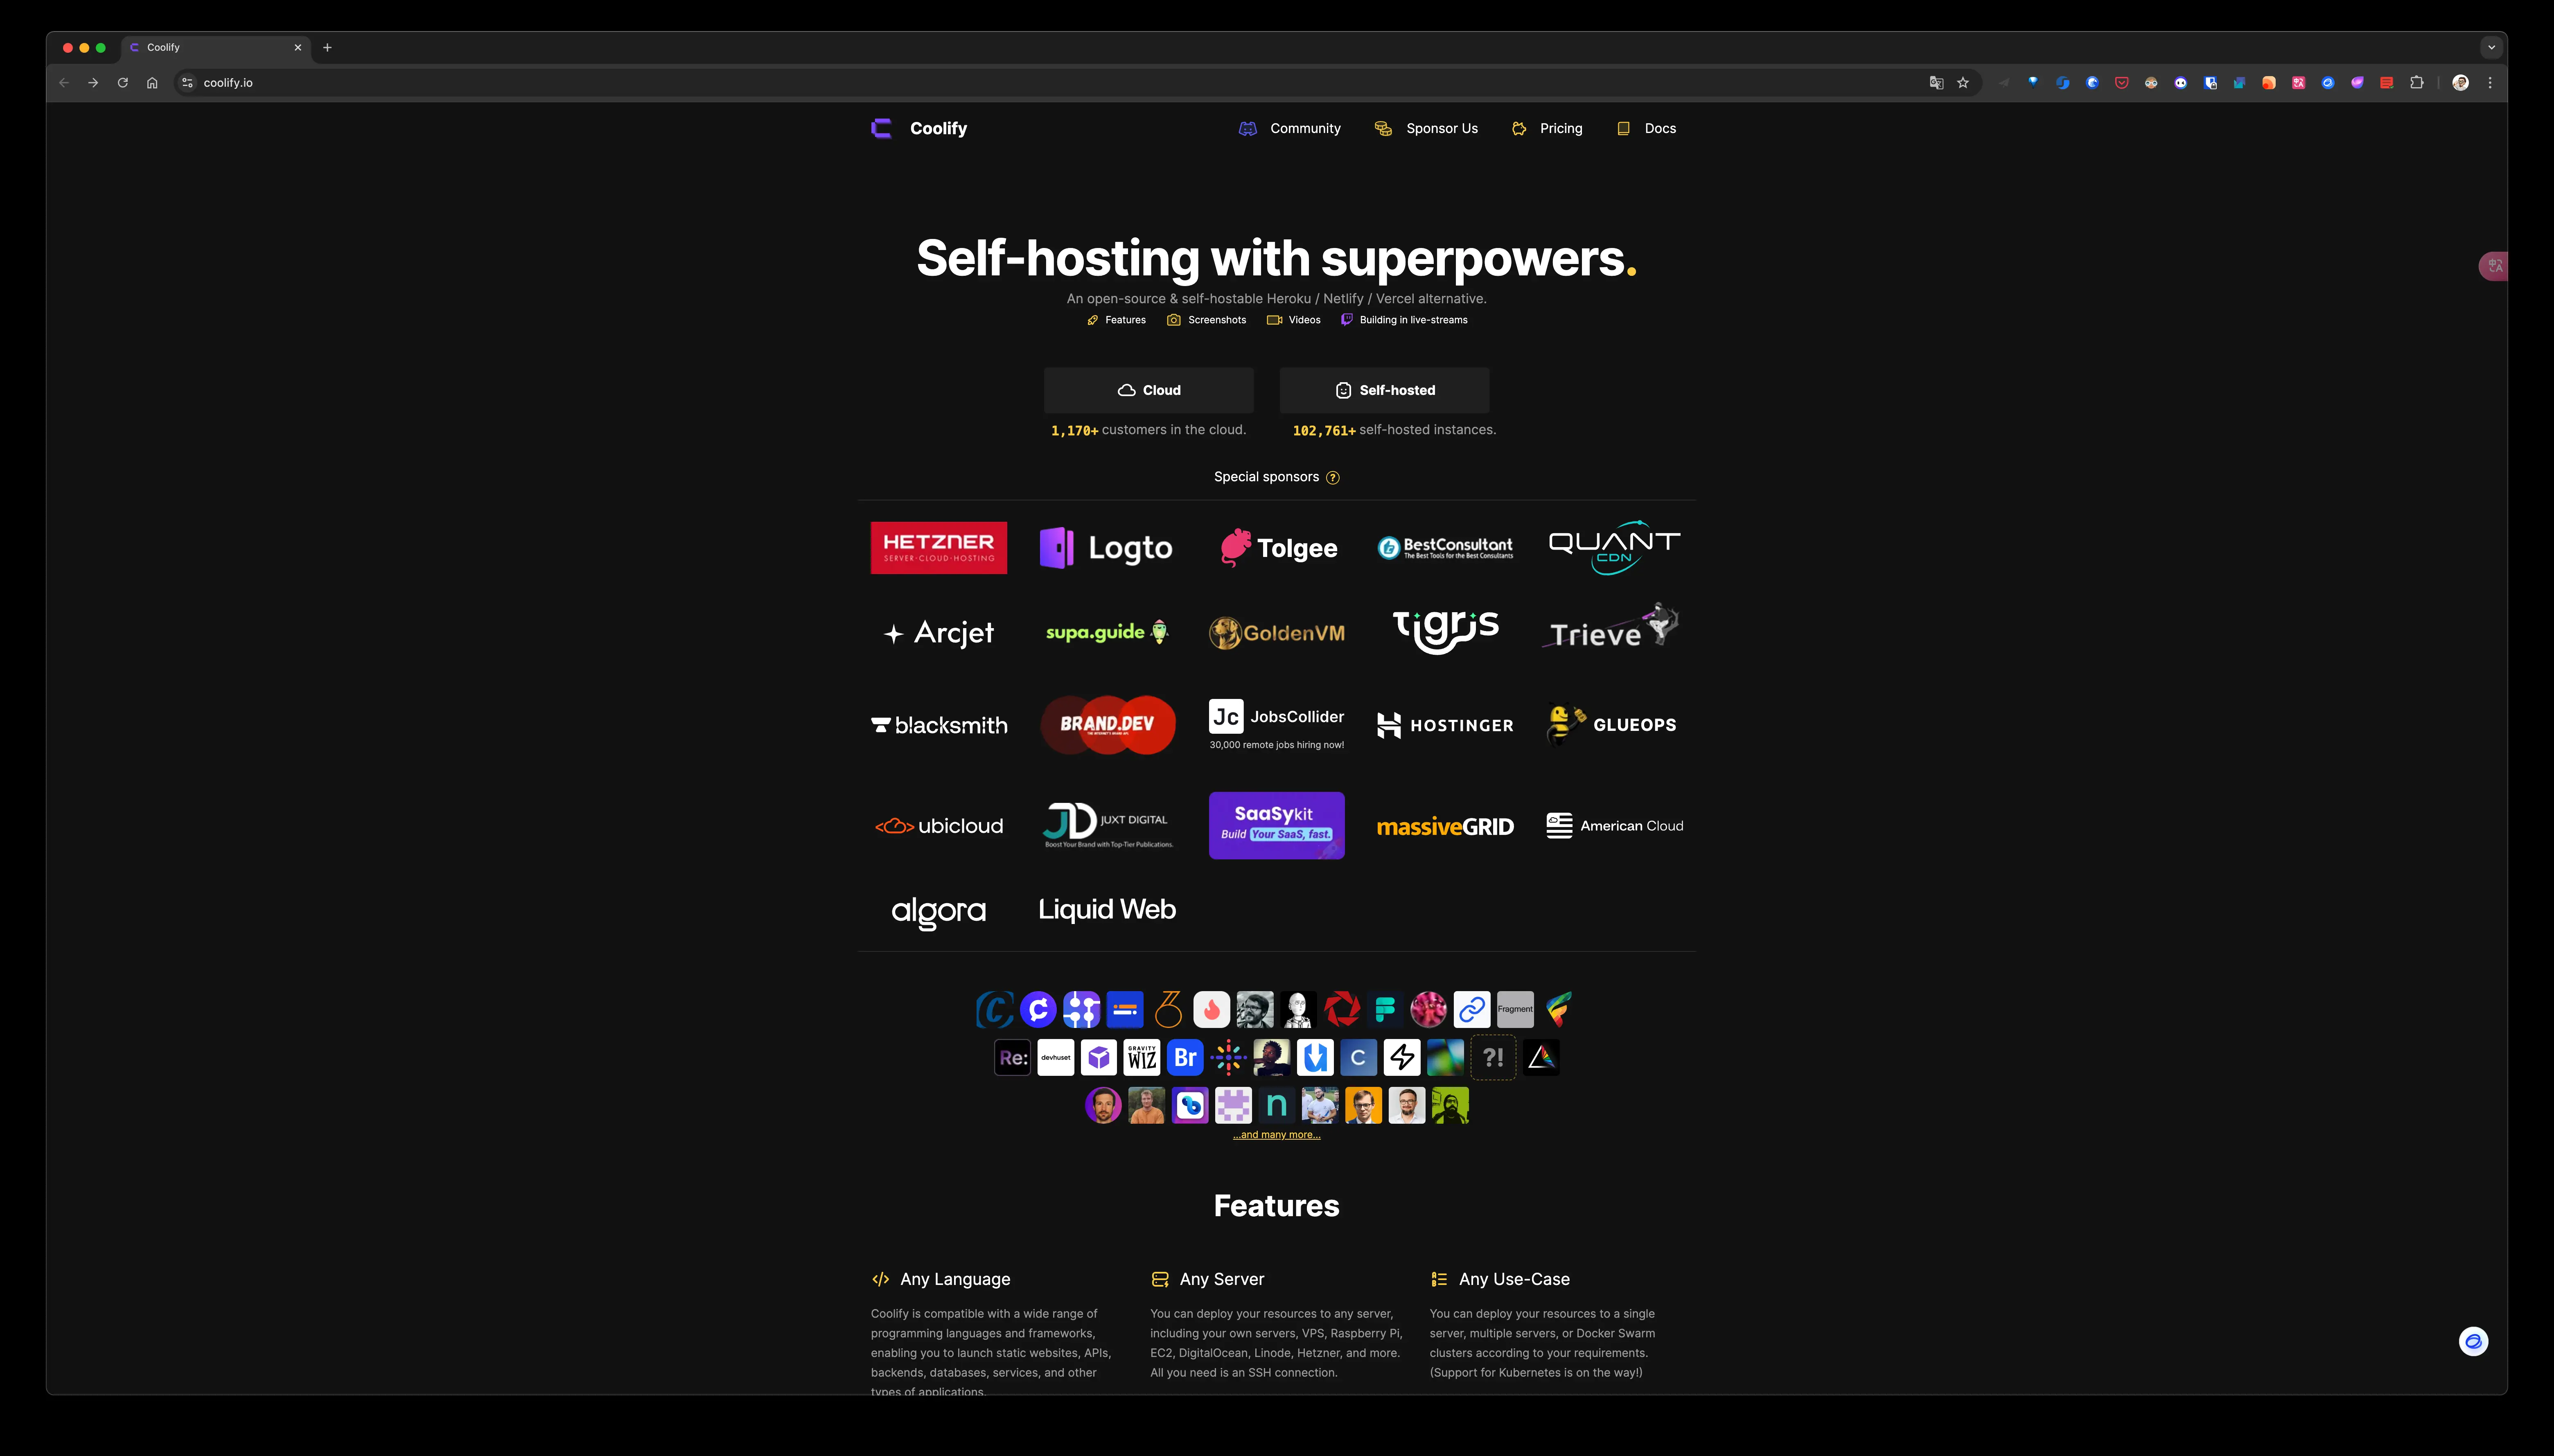 Coolify
coolify.io
Coolify
Community
Sponsor Us
Pricing
Docs
Self-hosting with superpowers.
An open-source & self-hostable Heroku / Netlify / Vercel alternative.
Features
Screenshots
Videos
Building in live-streams
Cloud
Self-hosted
1,170+ customers in the cloud.
102,761+ self-hosted instances.
Special sponsors ?
HETZNER
SERVER·CLOUD·HOSTING
Logto
Tolgee
BestConsultant
The Best Tools for the Best Consultants
QUANT
CDN
Arcjet
supa.guide
GoldenVM
tigris
Trieve
blacksmith
BRAND.DEV
Jc JobsCollider
30,000 remote jobs hiring now!
HOSTINGER
GLUEOPS
ubicloud
JD JUXT DIGITAL
Boost Your Brand with Top-Tier Publications.
SaaSykit
Build Your SaaS, fast.
massiveGRID
American Cloud
algora
Liquid Web
Fragment
Re:
devhuset
GRAVITY
WIZ
Br
C
?!
n
...and many more...
Features
Any Language
Coolify is compatible with a wide range of
programming languages and frameworks,
enabling you to launch static websites, APIs,
backends, databases, services, and other
types of applications.
Any Server
You can deploy your resources to any server,
including your own servers, VPS, Raspberry Pi,
EC2, DigitalOcean, Linode, Hetzner, and more.
All you need is an SSH connection.
Any Use-Case
You can deploy your resources to a single
server, multiple servers, or Docker Swarm
clusters according to your requirements.
(Support for Kubernetes is on the way!)